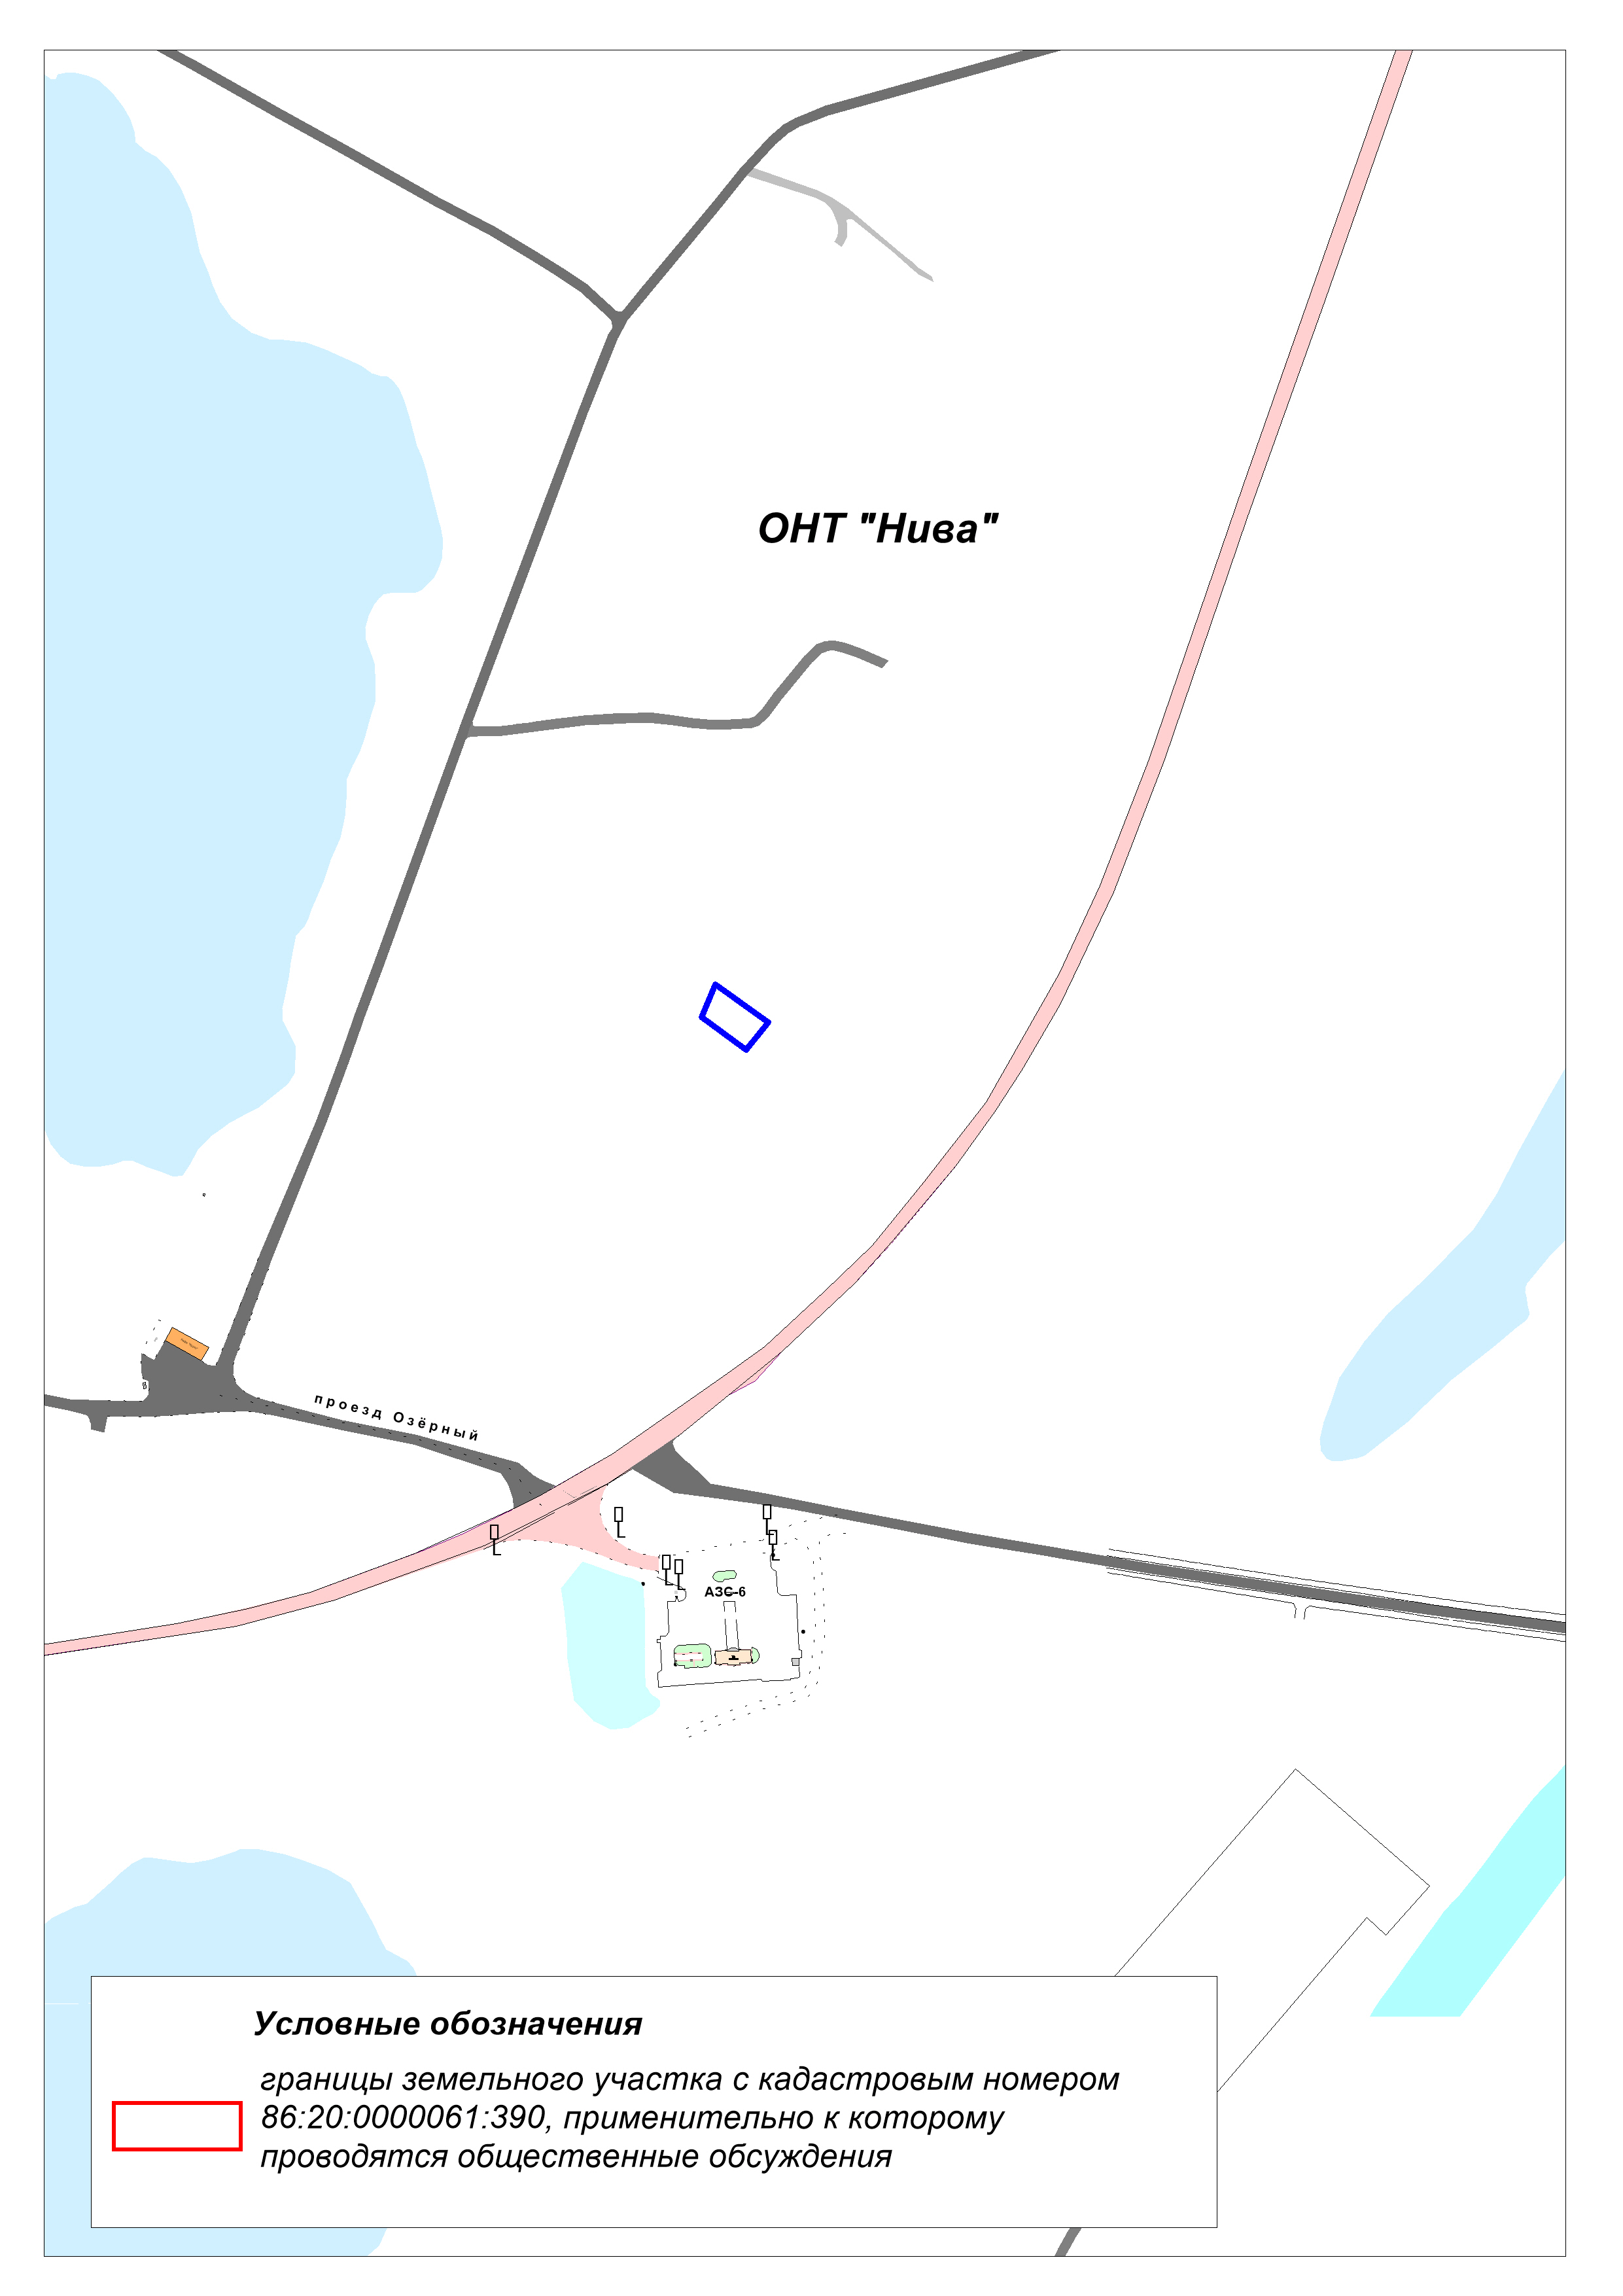 ОНТ "Нива"
проезд Озёрный
АЗС-6
Условные обозначения
границы земельного участка с кадастровым номером
86:20:0000061:390, применительно к которому
проводятся общественные обсуждения